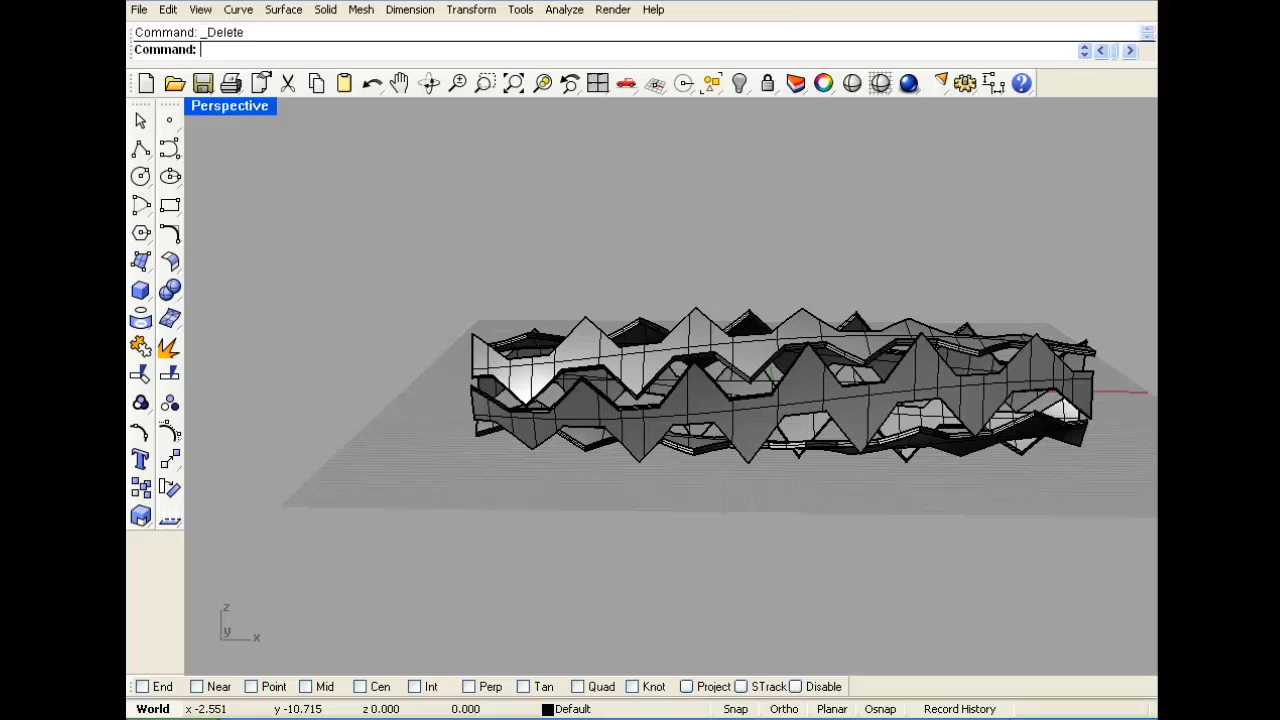 File Edit View Curve Surface Solid Mesh Dimension Transform Tools Analyze Render Help
Command: _Delete
Command:
Perspective
z
y x
End Near Point Mid Cen Int Perp Tan Quad Knot Project STrack Disable
World x -2.551 y -10.715 z 0.000 0.000 Default Snap Ortho Planar Osnap Record History